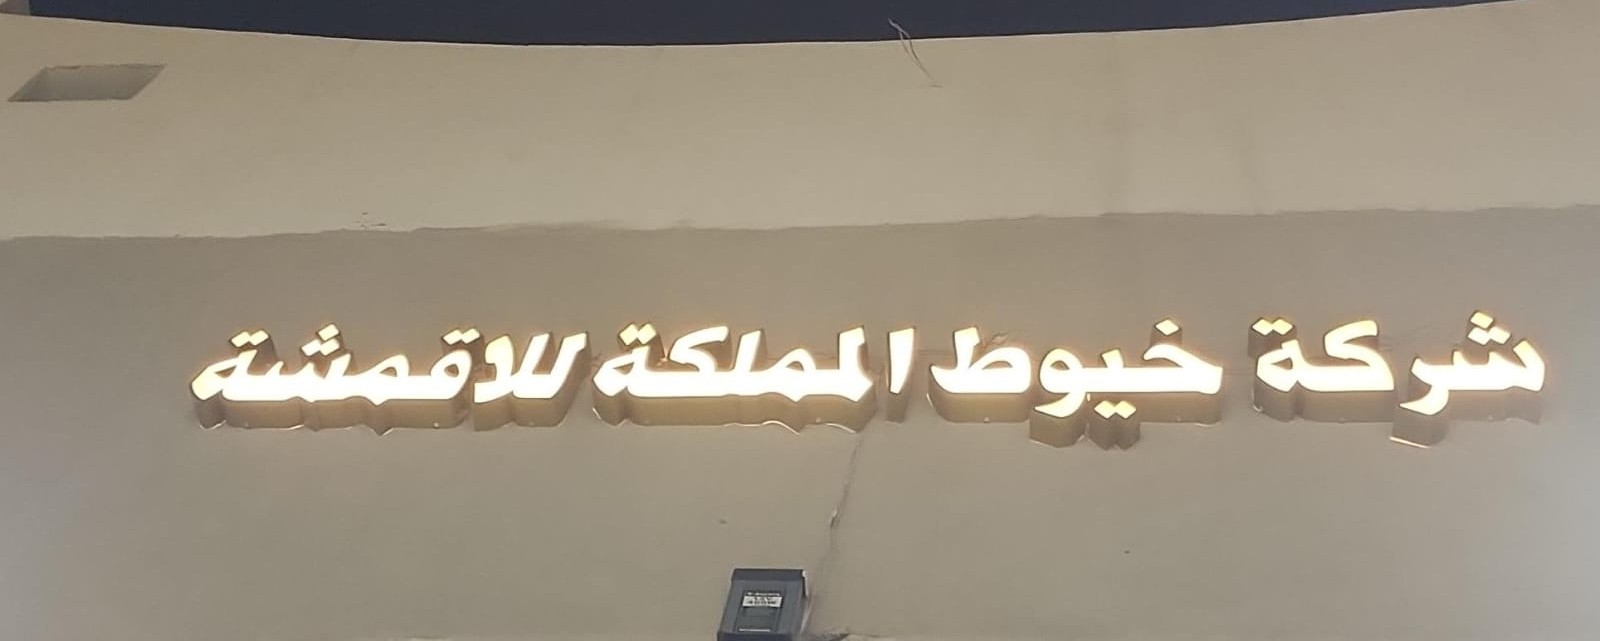 شركة خيوط المملكة للاقمشة